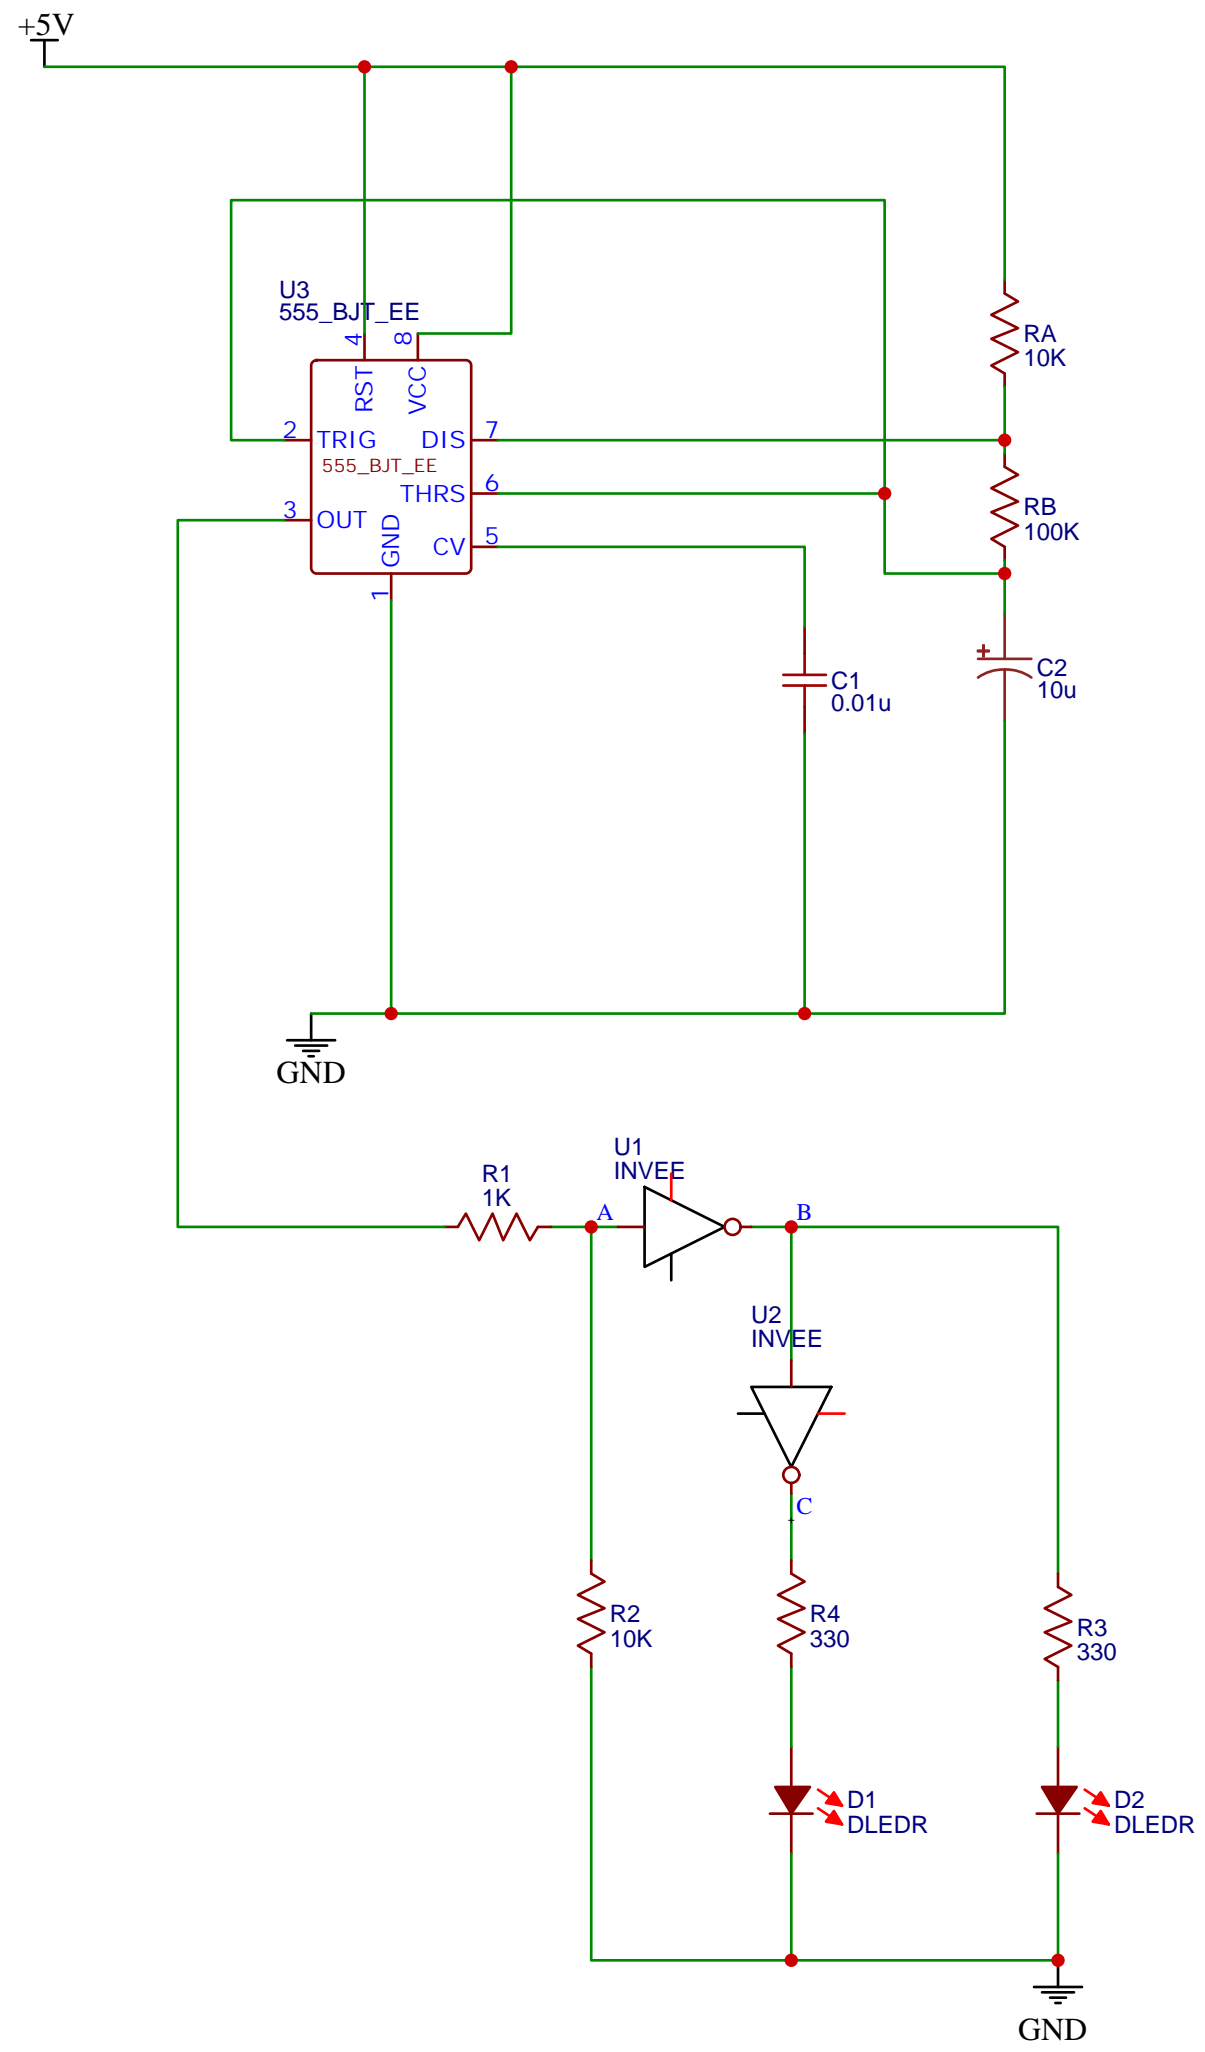 +5V
U3
555_BJT_EE
4
8
RST
VCC
RA
10K
2
TRIG
DIS
7
555_BJT_EE
THRS
6
3
OUT
GND
CV
5
1
RB
100K
C1
0.01u
C2
10u
GND
U1
INVEE
R1
1K
A
B
U2
INVEE
C
R2
10K
R4
330
R3
330
D1
DLEDR
D2
DLEDR
GND